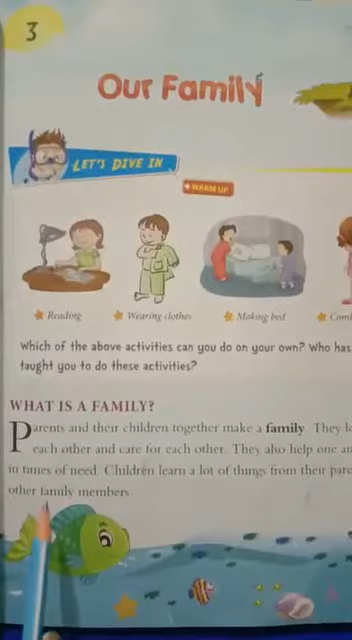 3
Our Family
LET'S DIVE IN
WARM UP
Reading
Wearing clothes
Making bed
Which of the above activities can you do on your own? Who has
taught you to do these activities?
WHAT IS A FAMILY?
Parents and their children together make a family. They
each other and care for each other. They also help one
in times of need. Children learn a lot of things from their
other family members